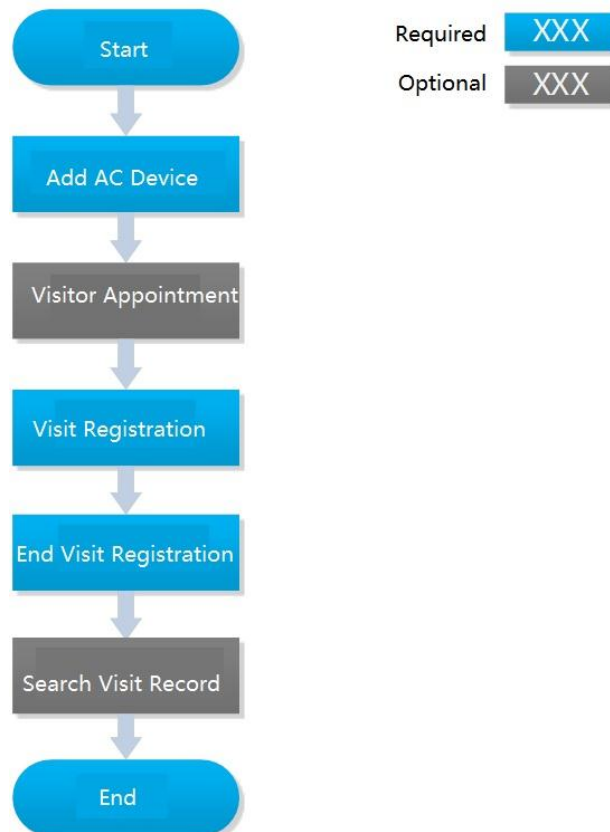 Start
Required XXX
Optional XXX
Add AC Device
Visitor Appointment
Visit Registration
End Visit Registration
Search Visit Record
End